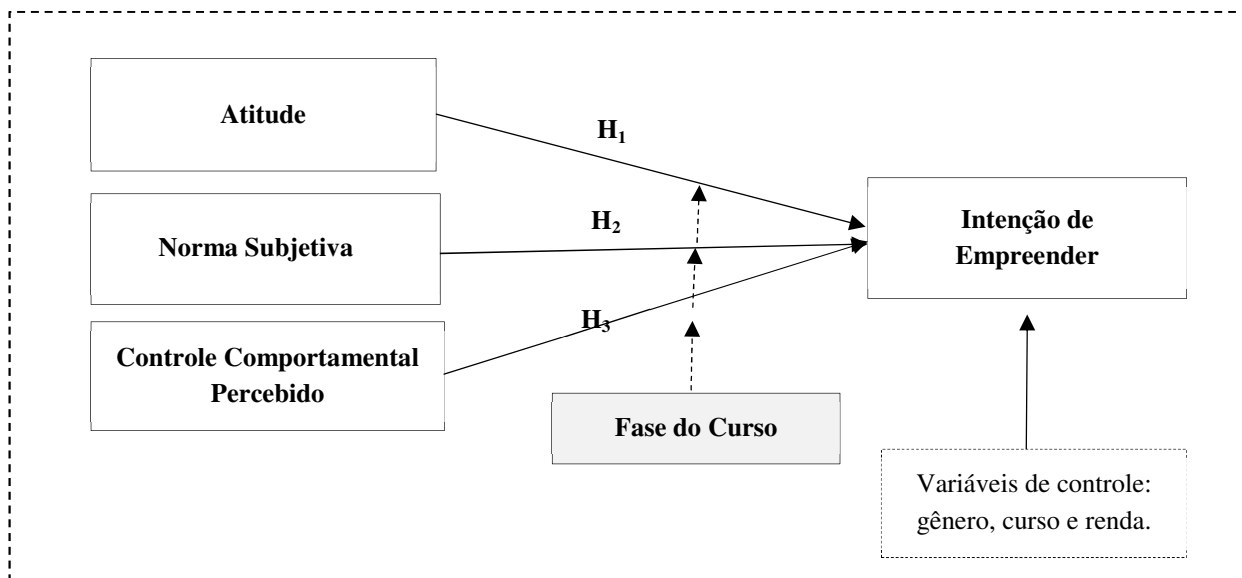 Atitude
H1
Norma Subjetiva
H2
Controle Comportamental
Percebido
H3
Intenção de
Empreender
Fase do Curso
Variáveis de controle:
gênero, curso e renda.